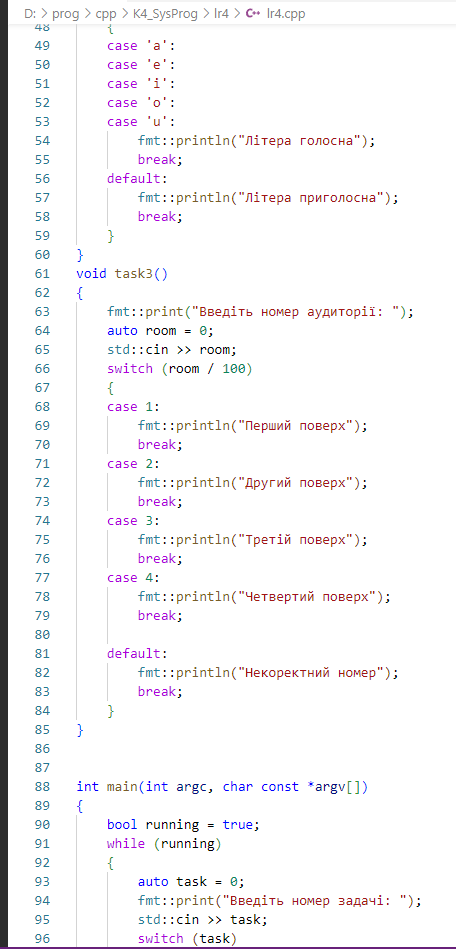 D: > prog > cpp > K4_SysProg > lr4 > C++ lr4.cpp
48 {
49 case 'a':
50 case 'e':
51 case 'i':
52 case 'o':
53 case 'u':
54 fmt::println("Літера голосна");
55 break;
56 default:
57 fmt::println("Літера приголосна");
58 break;
59 }
60 }
61 void task3()
62 {
63 fmt::print("Введіть номер аудиторії: ");
64 auto room = 0;
65 std::cin >> room;
66 switch (room / 100)
67 {
68 case 1:
69 fmt::println("Перший поверх");
70 break;
71 case 2:
72 fmt::println("Другий поверх");
73 break;
74 case 3:
75 fmt::println("Третій поверх");
76 break;
77 case 4:
78 fmt::println("Четвертий поверх");
79 break;
80
81 default:
82 fmt::println("Некоректний номер");
83 break;
84 }
85 }
86
87
88 int main(int argc, char const *argv[])
89 {
90 bool running = true;
91 while (running)
92 {
93 auto task = 0;
94 fmt::print("Введіть номер задачі: ");
95 std::cin >> task;
96 switch (task)